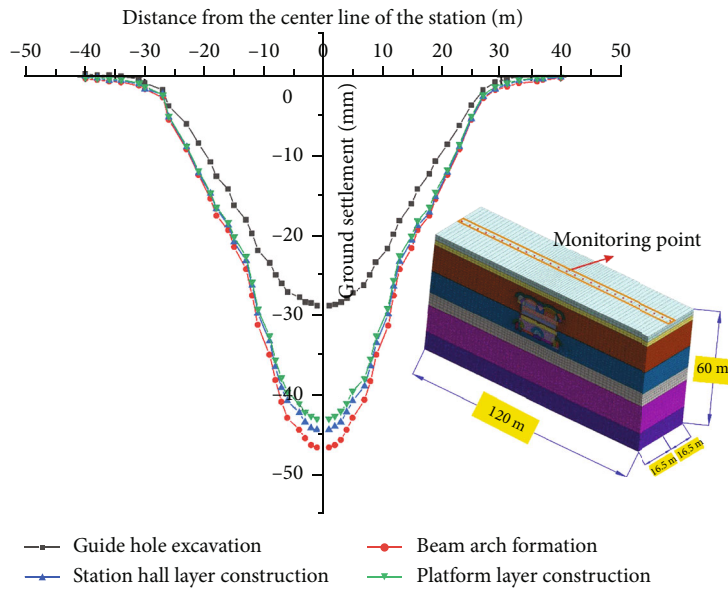 Distance from the center line of the station (m)
−50 −40 −30 −20 −10 0 10 20 30 40 50
0
−10
−20
−30
−40
−50
Ground settlement (mm)
Monitoring point
60 m
120 m
16.5 m
16.5 m
Guide hole excavation
Beam arch formation
Station hall layer construction
Platform layer construction